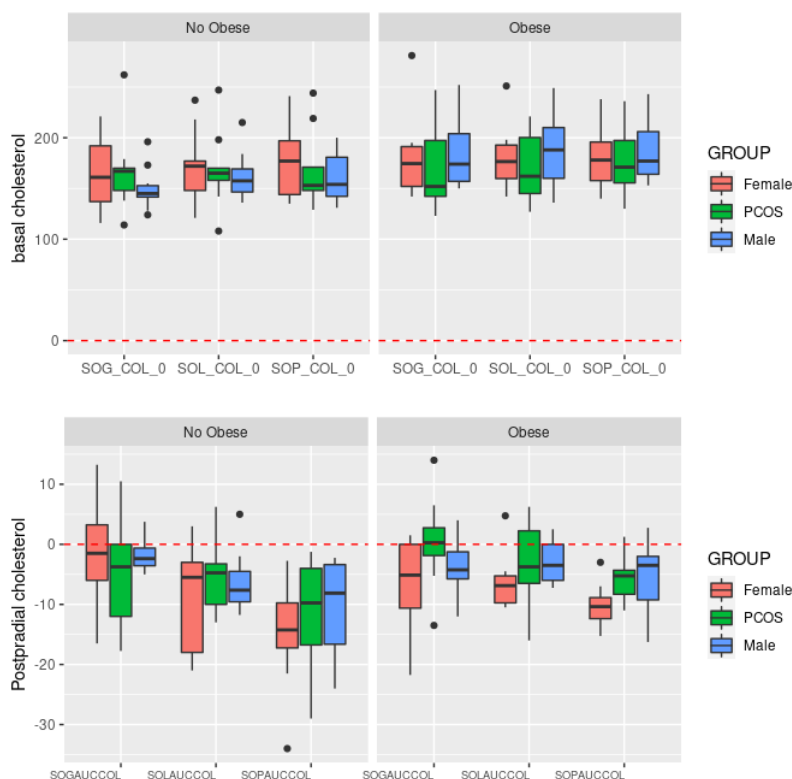 No Obese Obese
basal cholesterol
200
100
0
SOG_COL_0 SOL_COL_0 SOP_COL_0 SOG_COL_0 SOL_COL_0 SOP_COL_0
GROUP
Female
PCOS
Male
No Obese Obese
Postpradial cholesterol
10
0
-10
-20
-30
SOGAUCCOL SOLAUCCOL SOPAUCCOL SOGAUCCOL SOLAUCCOL SOPAUCCOL
GROUP
Female
PCOS
Male